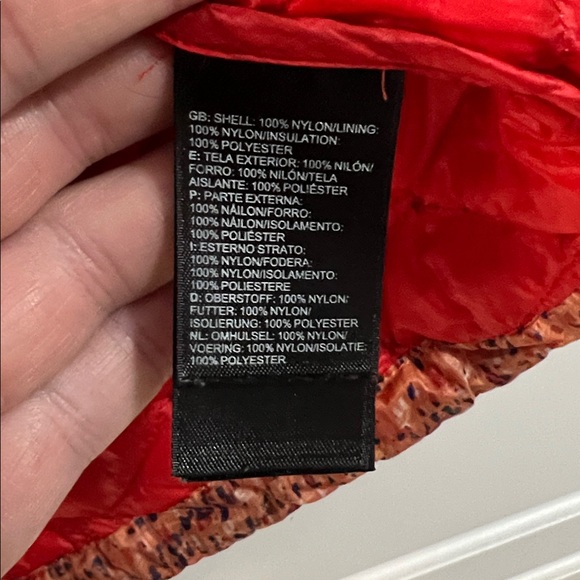 GB: SHELL: 100% NYLON/LINING:
100% NYLON/INSULATION:
100% POLYESTER
E: TELA EXTERIOR: 100% NILÓN/
FORRO: 100% NILÓN/TELA
AISLANTE: 100% POLIÉSTER
P: PARTE EXTERNA:
100% NÁILON/FORRO:
100% NÁILON/ISOLAMENTO:
100% POLIÉSTER
I: ESTERNO STRATO:
100% NYLON/FODERA:
100% NYLON/ISOLAMENTO:
100% POLIESTERE
D: OBERSTOFF: 100% NYLON/
FUTTER: 100% NYLON/
ISOLIERUNG: 100% POLYESTER
NL: OMHULSEL: 100% NYLON/
VOERING: 100% NYLON/ISOLATIE:
100% POLYESTER